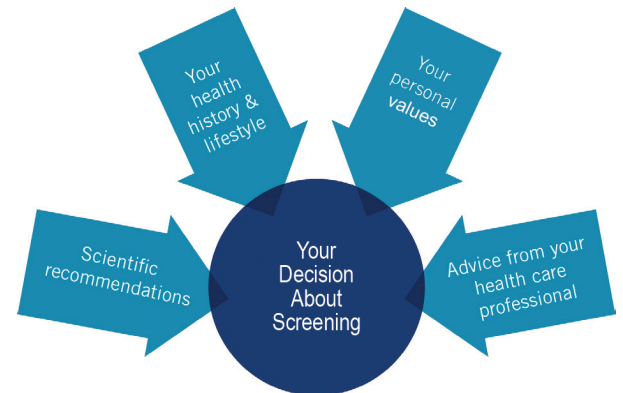 Scientific
recommendations
Your
health
history &
lifestyle
Your
personal
values
Advice from your
health care
professional
Your
Decision
About
Screening